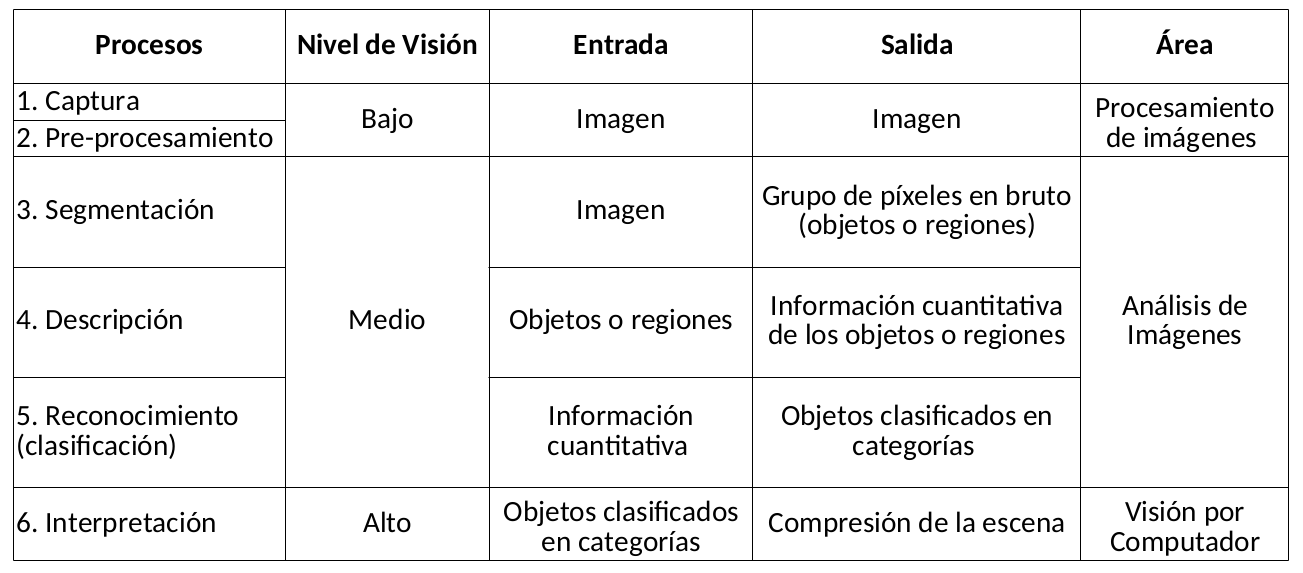 Procesos
Nivel de Visión
Entrada
Salida
Área
1. Captura
2. Pre-procesamiento
Bajo
Imagen
Imagen
Procesamiento
de imágenes
3. Segmentación
Medio
Imagen
Grupo de píxeles en bruto
(objetos o regiones)
Análisis de
Imágenes
4. Descripción
Objetos o regiones
Información cuantitativa
de los objetos o regiones
5. Reconocimiento
(clasificación)
Información
cuantitativa
Objetos clasificados en
categorías
6. Interpretación
Alto
Objetos clasificados
en categorías
Compresión de la escena
Visión por
Computador